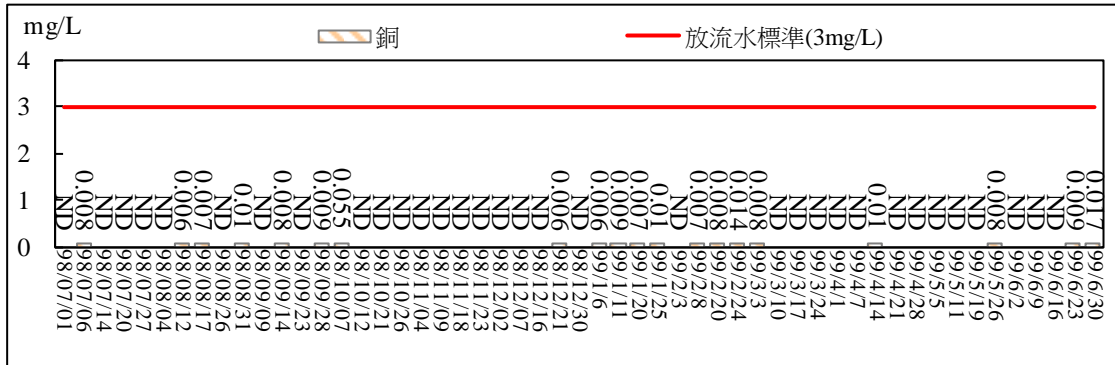 mg/L
銅
放流水標準(3mg/L)
4
3
2
1
0
ND
0.008
ND
ND
ND
ND
0.006
0.007
ND
0.01
ND
0.008
ND
0.009
0.055
ND
ND
ND
ND
ND
ND
ND
ND
ND
ND
0.006
ND
0.006
0.009
0.007
0.01
ND
0.007
0.008
0.014
0.008
ND
ND
ND
ND
ND
0.01
ND
ND
ND
ND
ND
0.008
ND
ND
ND
0.009
0.017
98/07/01
98/07/06
98/07/14
98/07/20
98/07/27
98/08/04
98/08/12
98/08/17
98/08/26
98/08/31
98/09/09
98/09/14
98/09/23
98/09/28
98/10/07
98/10/12
98/10/21
98/10/26
98/11/04
98/11/09
98/11/18
98/11/23
98/12/02
98/12/07
98/12/16
98/12/21
98/12/30
99/1/6
99/1/11
99/1/20
99/1/25
99/2/3
99/2/8
99/2/20
99/2/24
99/3/3
99/3/10
99/3/17
99/3/24
99/4/1
99/4/7
99/4/14
99/4/21
99/4/28
99/5/5
99/5/11
99/5/19
99/5/26
99/6/2
99/6/9
99/6/16
99/6/23
99/6/30